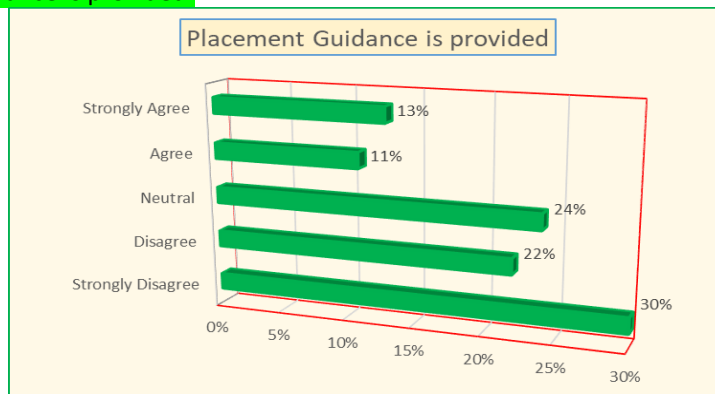 Placement Guidance is provided
Strongly Agree 13%
Agree 11%
Neutral 24%
Disagree 22%
Strongly Disagree 30%
0% 5% 10% 15% 20% 25% 30%